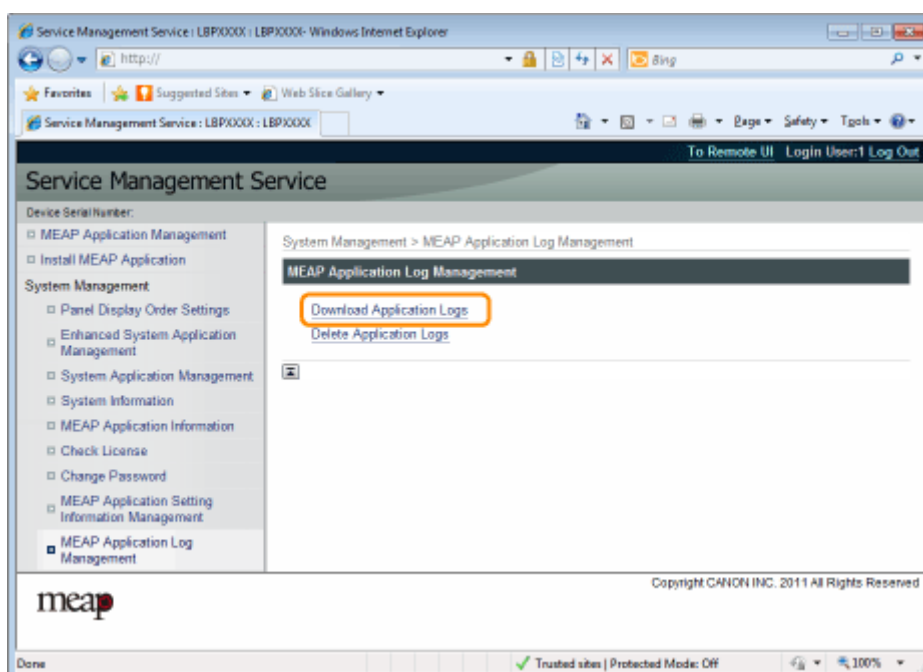 Service Management Service : LBPXXXX : LBPXXXX- Windows Internet Explorer
http://
Bing
Favorites Suggested Sites Web Slice Gallery
Service Management Service : LBPXXXX : LBPXXXX
Page Safety Tools
To Remote UI Login User:1 Log Out
Service Management Service
Device Serial Number:
MEAP Application Management
Install MEAP Application
System Management
Panel Display Order Settings
Enhanced System Application
Management
System Application Management
System Information
MEAP Application Information
Check License
Change Password
MEAP Application Setting
Information Management
MEAP Application Log
Management
System Management > MEAP Application Log Management
MEAP Application Log Management
Download Application Logs
Delete Application Logs
Copyright CANON INC. 2011 All Rights Reserved
meap
Done
Trusted sites | Protected Mode: Off
100%